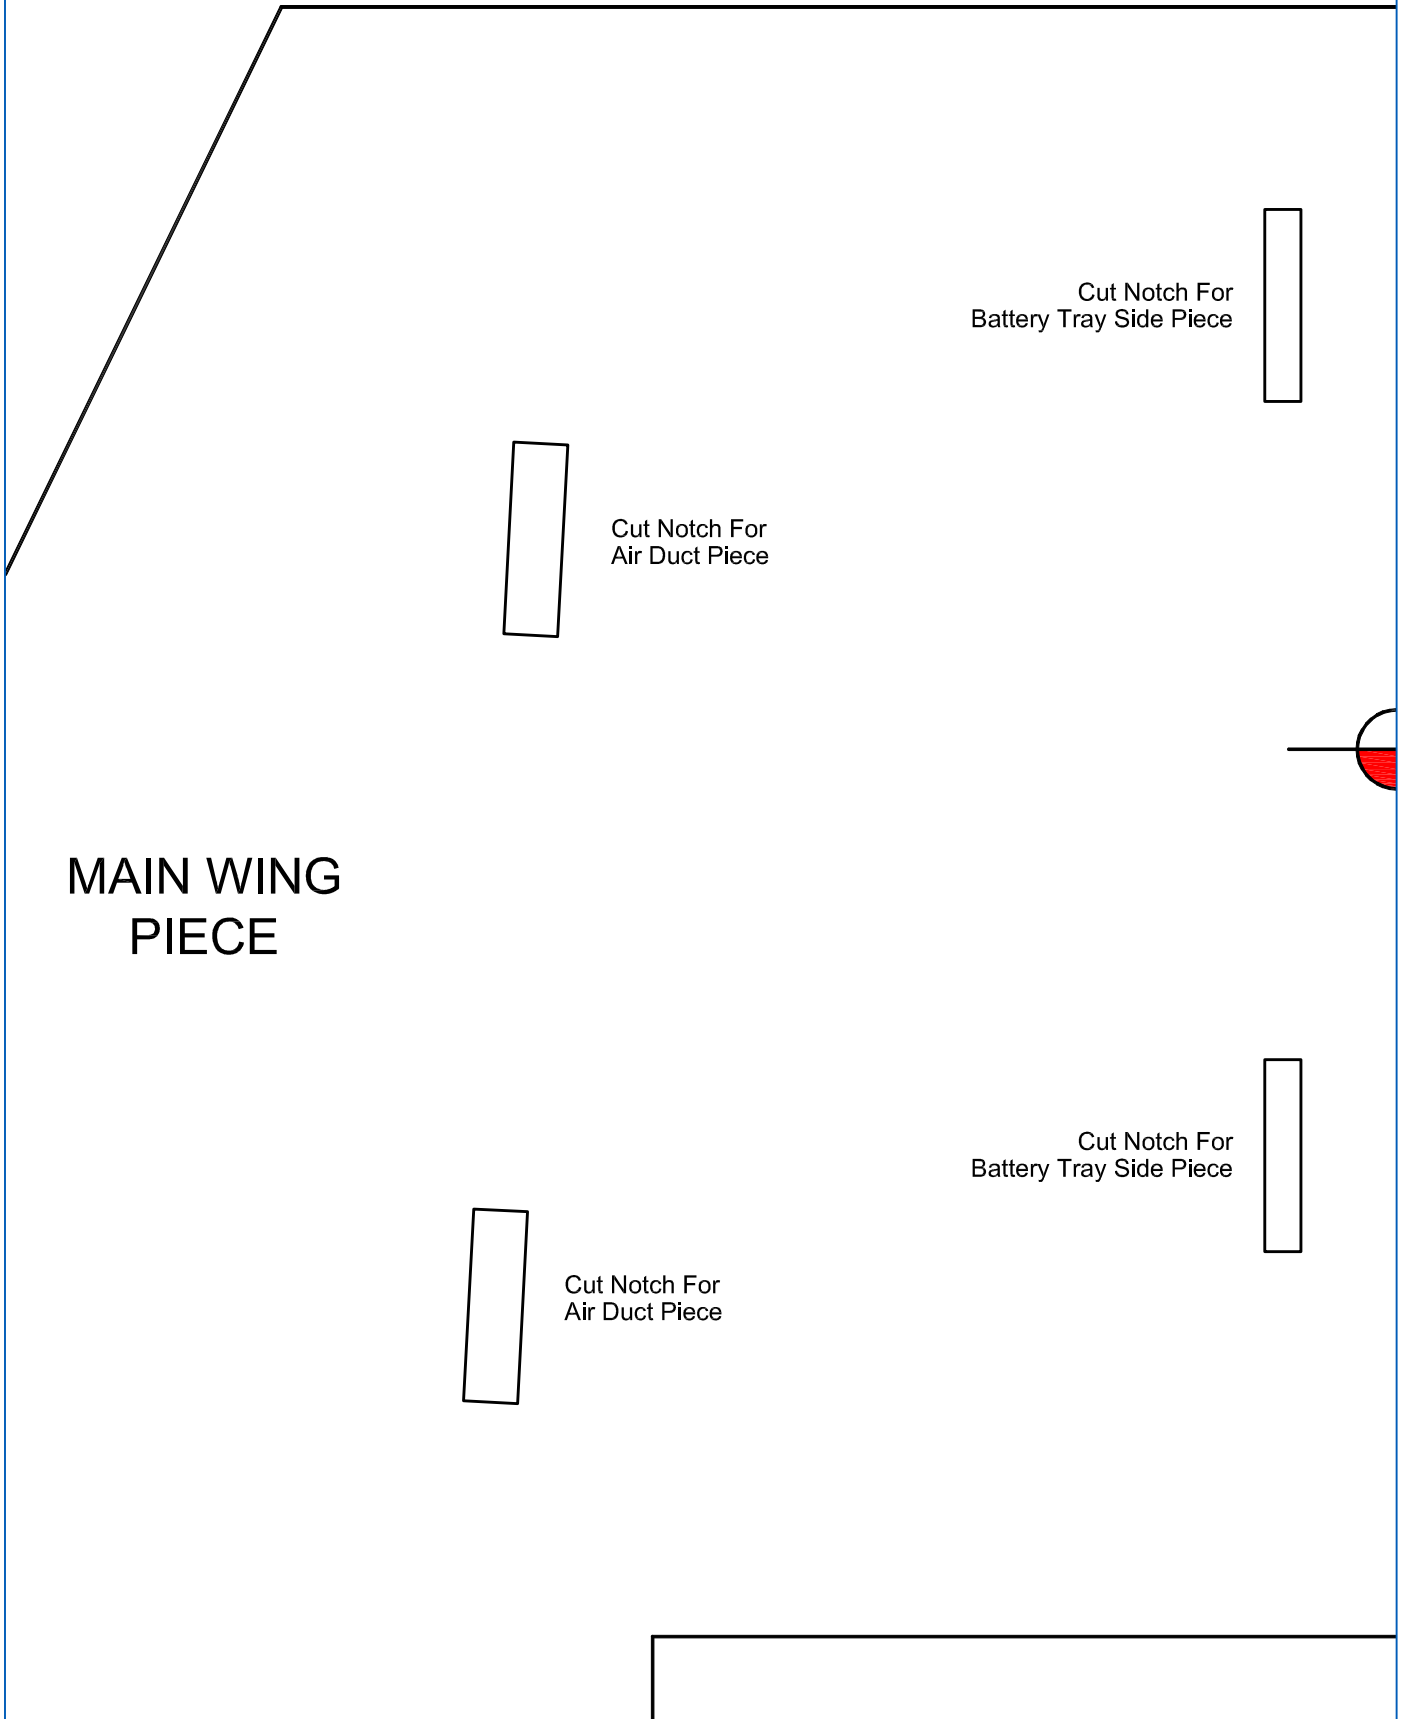 Cut Notch For
Battery Tray Side Piece
Cut Notch For
Air Duct Piece
MAIN WING
PIECE
Cut Notch For
Battery Tray Side Piece
Cut Notch For
Air Duct Piece